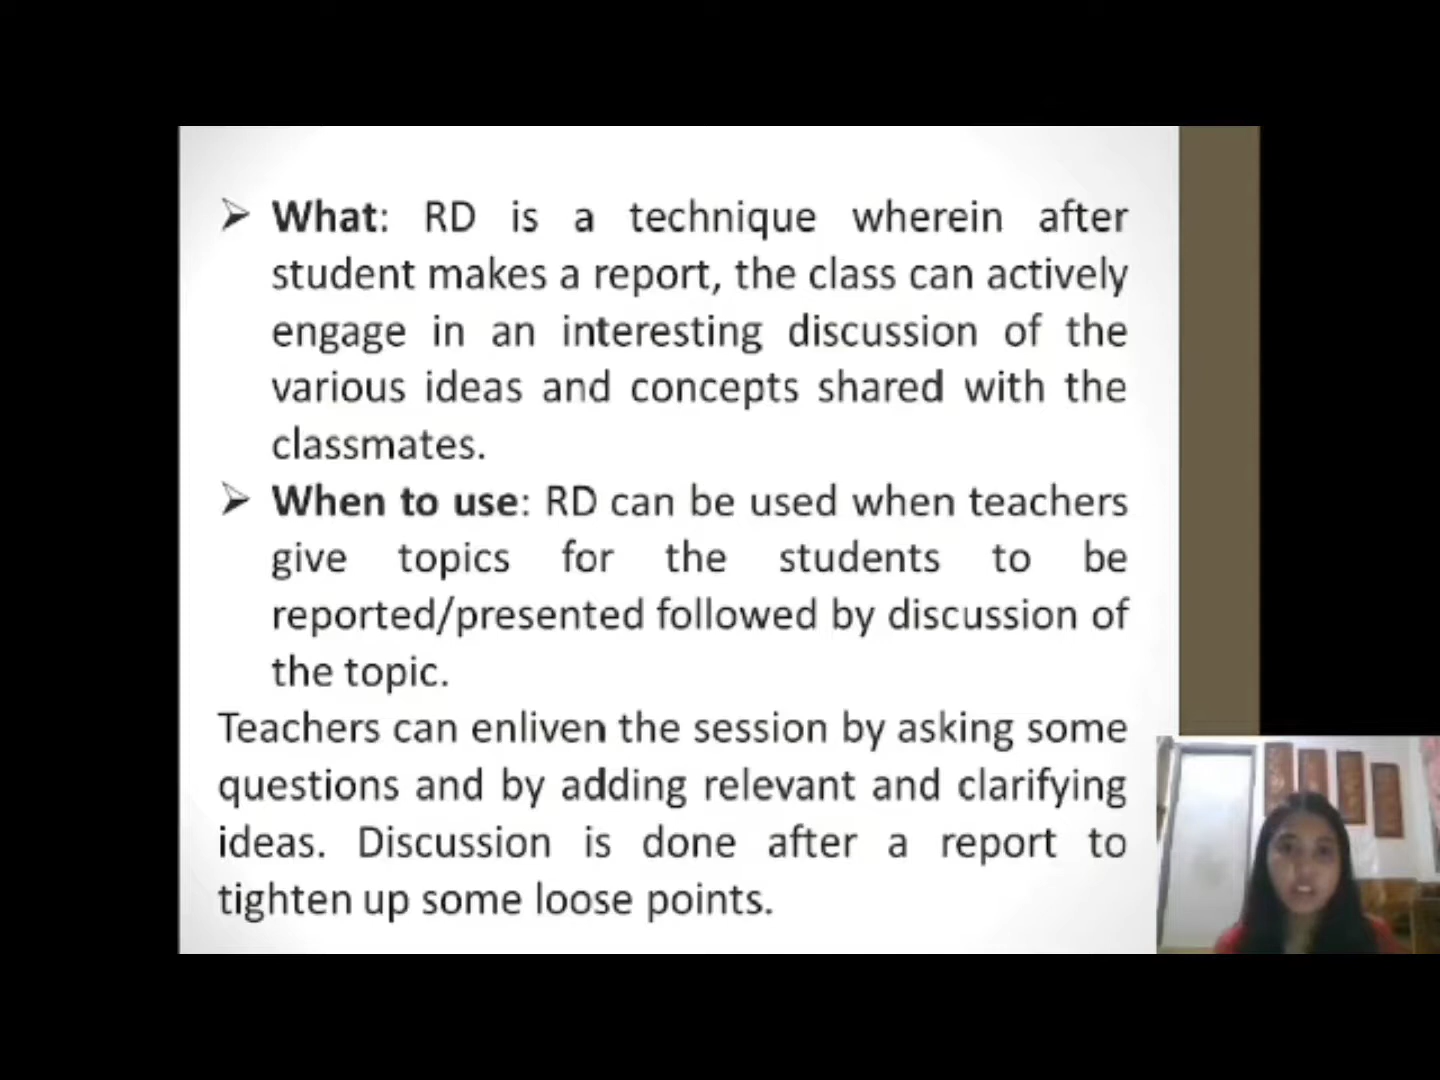 What: RD is a technique wherein after
student makes a report, the class can actively
engage in an interesting discussion of the
various ideas and concepts shared with the
classmates.
When to use: RD can be used when teachers
give topics for the students to be
reported/presented followed by discussion of
the topic.
Teachers can enliven the session by asking some
questions and by adding relevant and clarifying
ideas. Discussion is done after a report to
tighten up some loose points.